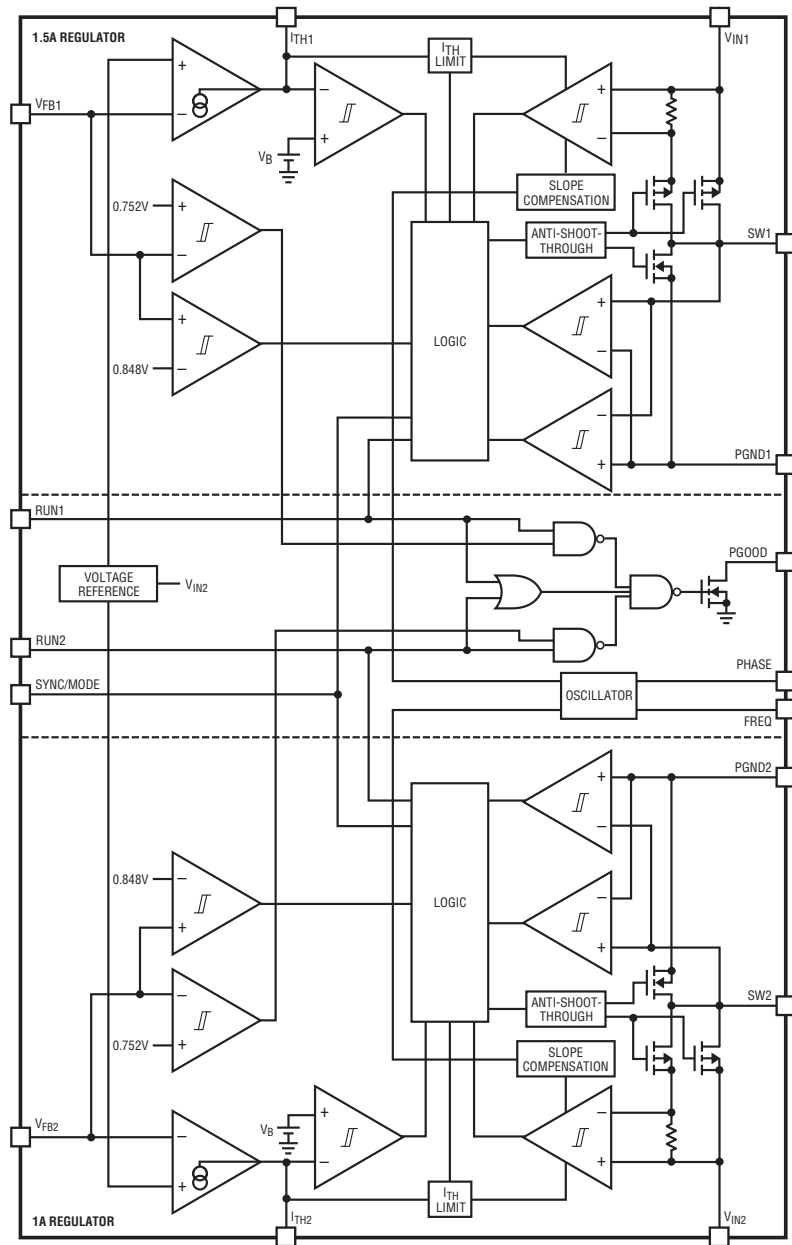 1.5A REGULATOR
ITH1
VIN1
ITH
LIMIT
+
−
−
+
+
−
VFB1
VB
SLOPE
COMPENSATION
0.752V
+
−
ANTI-SHOOT-
THROUGH
SW1
+
−
0.848V
LOGIC
+
−
−
+
PGND1
RUN1
PGOOD
VOLTAGE
REFERENCE
VIN2
RUN2
SYNC/MODE
PHASE
OSCILLATOR
FREQ
PGND2
+
−
0.848V
−
+
LOGIC
−
+
−
+
0.752V
ANTI-SHOOT-
THROUGH
SW2
SLOPE
COMPENSATION
VFB2
−
+
VB
+
−
−
+
ITH
LIMIT
1A REGULATOR
ITH2
VIN2